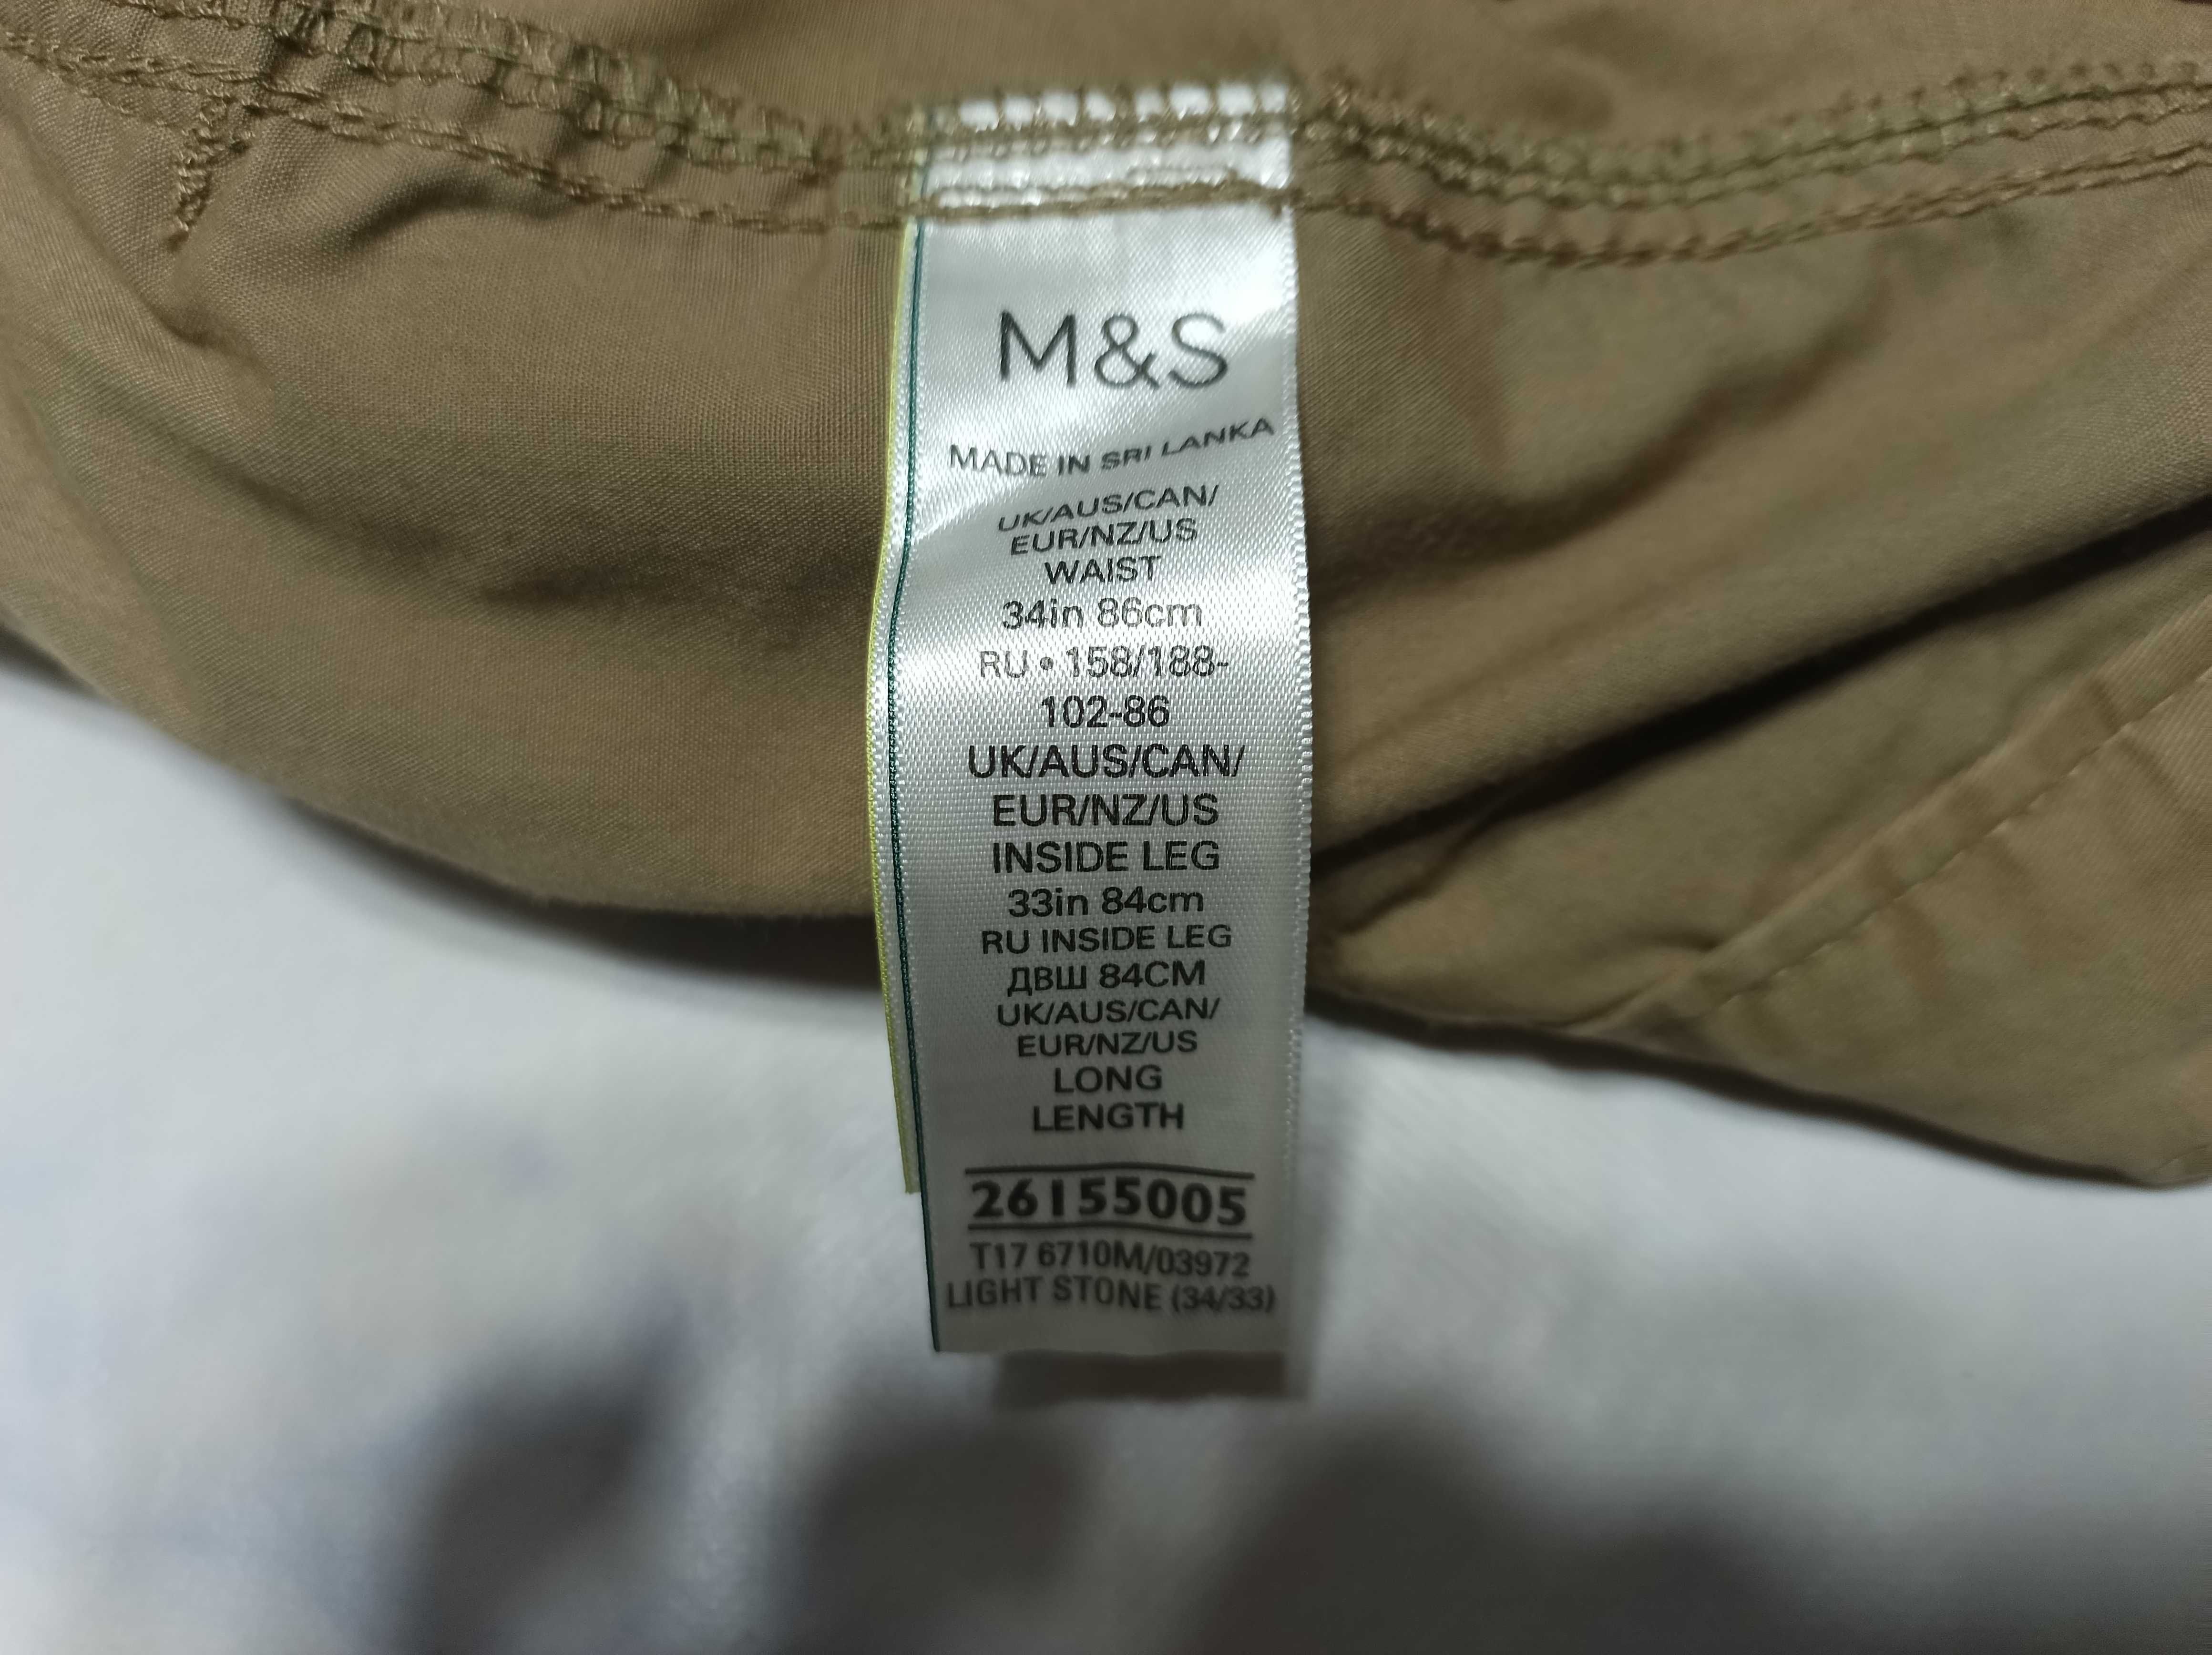 M&S
MADE IN SRI LANKA
UK/AUS/CAN/
EUR/NZ/US
WAIST
34in 86cm
RU • 158/188-
102-86
UK/AUS/CAN/
EUR/NZ/US
INSIDE LEG
33in 84cm
RU INSIDE LEG
ДВШ 84CM
UK/AUS/CAN/
EUR/NZ/US
LONG
LENGTH
26155005
T17 6710M/03972
LIGHT STONE (34/33)